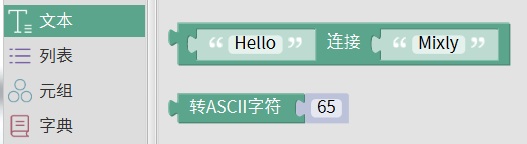 文本
列表
元组
字典
“ Hello ” 连接 “ Mixly ”
转ASCII字符 65